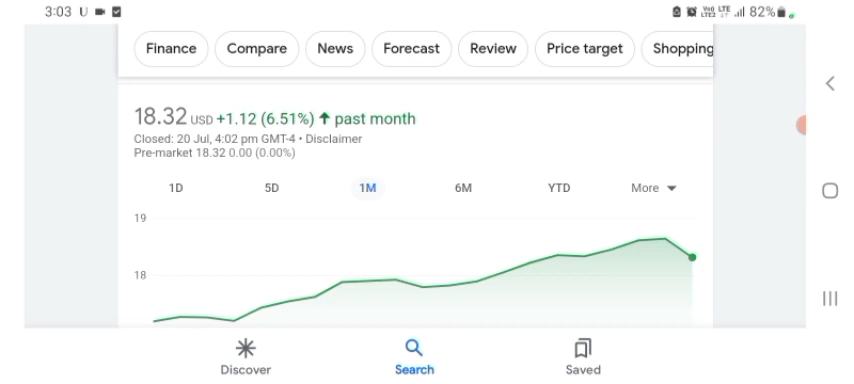 3:03 U 82%
Finance Compare News Forecast Review Price target Shopping
18.32 USD +1.12 (6.51%) ↑ past month
Closed: 20 Jul, 4:02 pm GMT-4 • Disclaimer
Pre-market 18.32 0.00 (0.00%)
1D 5D 1M 6M YTD More
19
18
Discover Search Saved